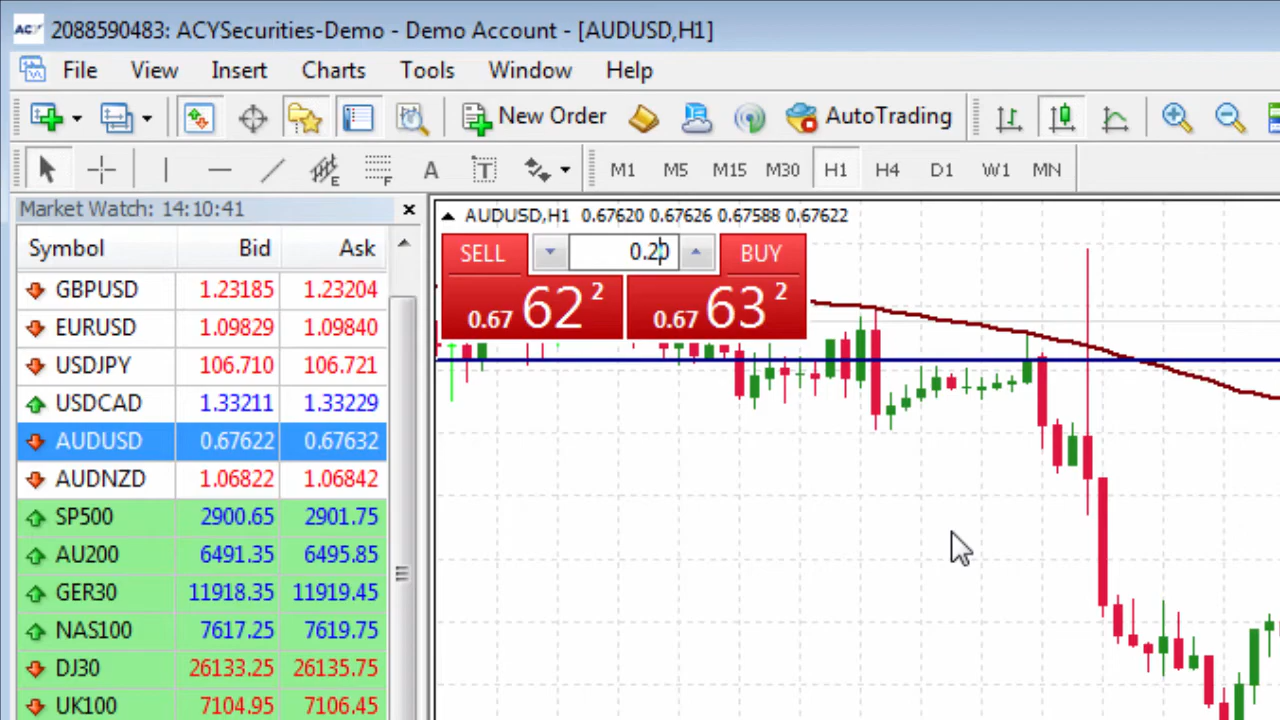 ACY 2088590483: ACYSecurities-Demo - Demo Account - [AUDUSD,H1]
File View Insert Charts Tools Window Help
New Order AutoTrading
E F A T M1 M5 M15 M30 H1 H4 D1 W1 MN
Market Watch: 14:10:41
Symbol Bid Ask
GBPUSD 1.23185 1.23204
EURUSD 1.09829 1.09840
USDJPY 106.710 106.721
USDCAD 1.33211 1.33229
AUDUSD 0.67622 0.67632
AUDNZD 1.06822 1.06842
SP500 2900.65 2901.75
AU200 6491.35 6495.85
GER30 11918.35 11919.45
NAS100 7617.25 7619.75
DJ30 26133.25 26135.75
UK100 7104.95 7106.45
AUDUSD,H1 0.67620 0.67626 0.67588 0.67622
SELL 0.20 BUY
0.67 62 2 0.67 63 2